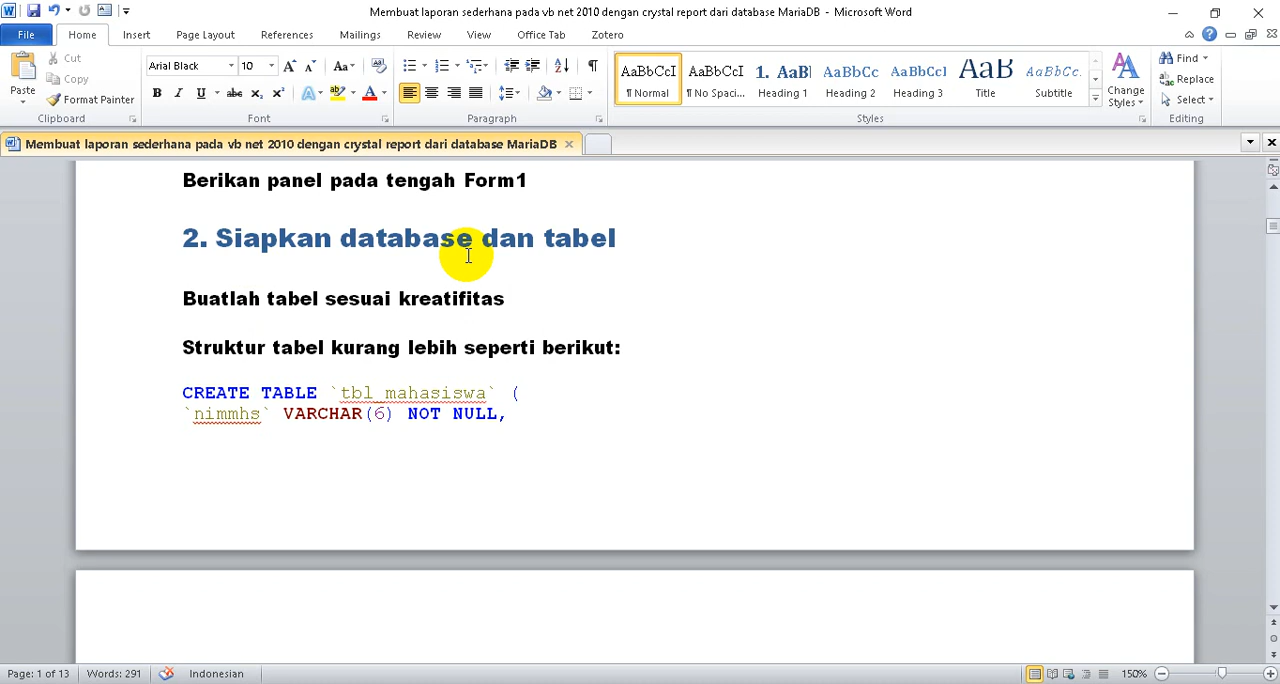 Membuat laporan sederhana pada vb net 2010 dengan crystal report dari database MariaDB - Microsoft Word
File Home Insert Page Layout References Mailings Review View Office Tab Zotero
Paste
Cut
Copy
Format Painter
Clipboard
Arial Black 10
Font
Paragraph
AaBbCcI AaBbCcI 1. AaBl AaBbCc AaBbCcI AaB AaBbCc.
¶ Normal ¶ No Spac... Heading 1 Heading 2 Heading 3 Title Subtitle
Change Styles
Styles
Find
Replace
Select
Editing
Membuat laporan sederhana pada vb net 2010 dengan crystal report dari database MariaDB
Berikan panel pada tengah Form1
2. Siapkan database dan tabel
Buatlah tabel sesuai kreatifitas
Struktur tabel kurang lebih seperti berikut:
CREATE TABLE `tbl_mahasiswa` (
`nimmhs` VARCHAR(6) NOT NULL,
Page: 1 of 13 Words: 291 Indonesian 150%